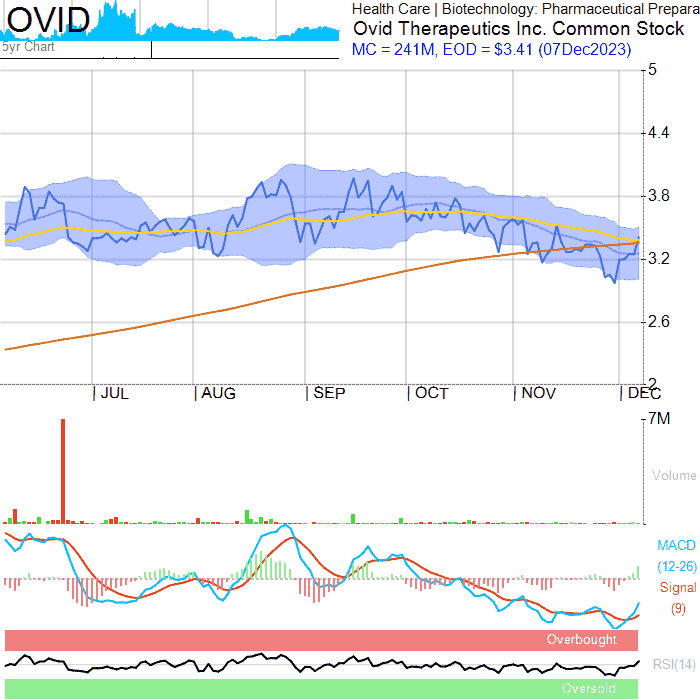 OVID
5yr Chart
Health Care | Biotechnology: Pharmaceutical Prepara
Ovid Therapeutics Inc. Common Stock
MC = 241M, EOD = $3.41 (07Dec2023)
5
4.4
3.8
3.2
2.6
2
JUL AUG SEP OCT NOV DEC
7M
Volume
MACD
(12-26)
Signal
(9)
Overbought
RSI(14)
Oversold